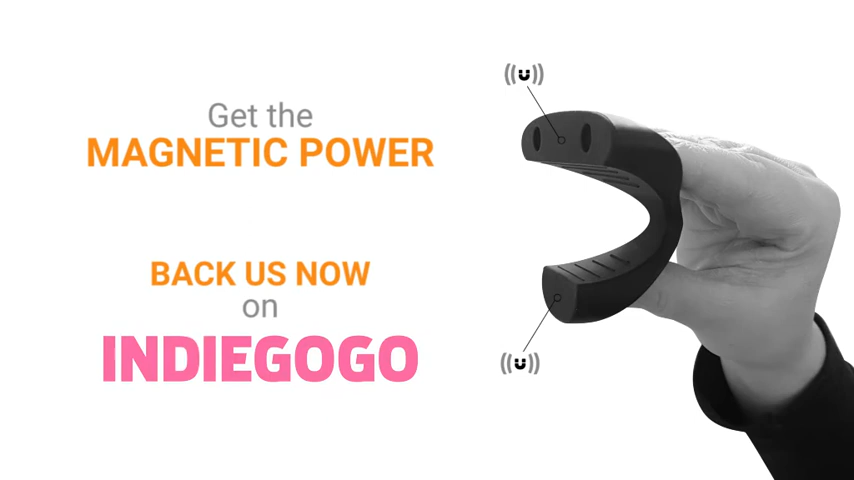 Get the
MAGNETIC POWER
BACK US NOW
on
INDIEGOGO